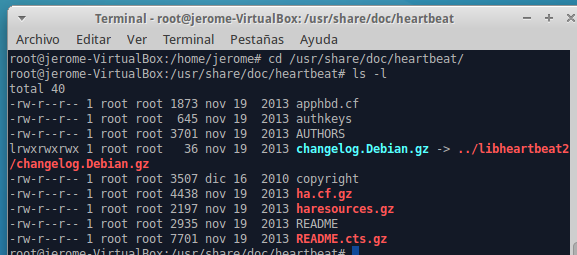 Terminal - root@jerome-VirtualBox: /usr/share/doc/heartbeat
Archivo Editar Ver Terminal Pestañas Ayuda
root@jerome-VirtualBox:/home/jerome# cd /usr/share/doc/heartbeat/
root@jerome-VirtualBox:/usr/share/doc/heartbeat# ls -l
total 40
-rw-r--r-- 1 root root 1873 nov 19  2013 apphbd.cf
-rw-r--r-- 1 root root  645 nov 19  2013 authkeys
-rw-r--r-- 1 root root 3701 nov 19  2013 AUTHORS
lrwxrwxrwx 1 root root   36 nov 19  2013 changelog.Debian.gz -> ../libheartbeat2
/changelog.Debian.gz
-rw-r--r-- 1 root root 3507 dic 16  2010 copyright
-rw-r--r-- 1 root root 4438 nov 19  2013 ha.cf.gz
-rw-r--r-- 1 root root 2197 nov 19  2013 haresources.gz
-rw-r--r-- 1 root root 2935 nov 19  2013 README
-rw-r--r-- 1 root root 7701 nov 19  2013 README.cts.gz
root@jerome-VirtualBox:/usr/share/doc/heartbeat#